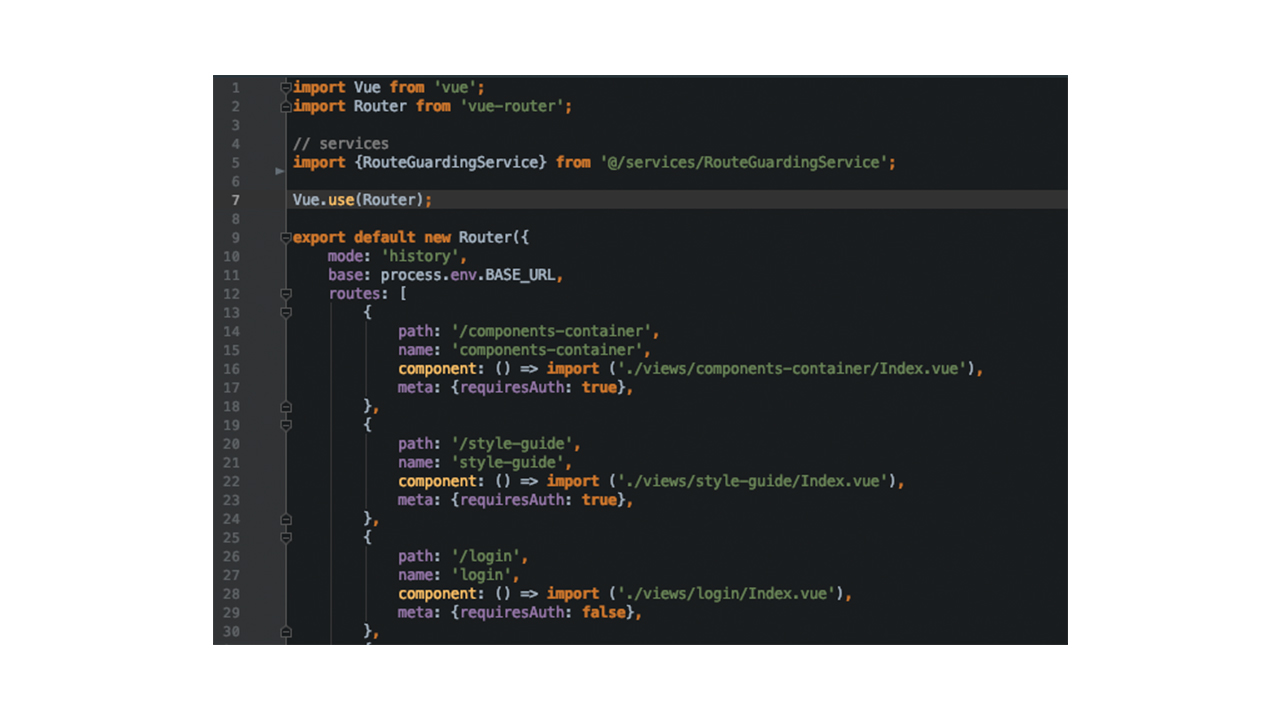 1 import Vue from 'vue';
2 import Router from 'vue-router';
3
4 // services
5 import {RouteGuardingService} from '@/services/RouteGuardingService';
6
7 Vue.use(Router);
8
9 export default new Router({
10     mode: 'history',
11     base: process.env.BASE_URL,
12     routes: [
13         {
14             path: '/components-container',
15             name: 'components-container',
16             component: () => import ('./views/components-container/Index.vue'),
17             meta: {requiresAuth: true},
18         },
19         {
20             path: '/style-guide',
21             name: 'style-guide',
22             component: () => import ('./views/style-guide/Index.vue'),
23             meta: {requiresAuth: true},
24         },
25         {
26             path: '/login',
27             name: 'login',
28             component: () => import ('./views/login/Index.vue'),
29             meta: {requiresAuth: false},
30         },